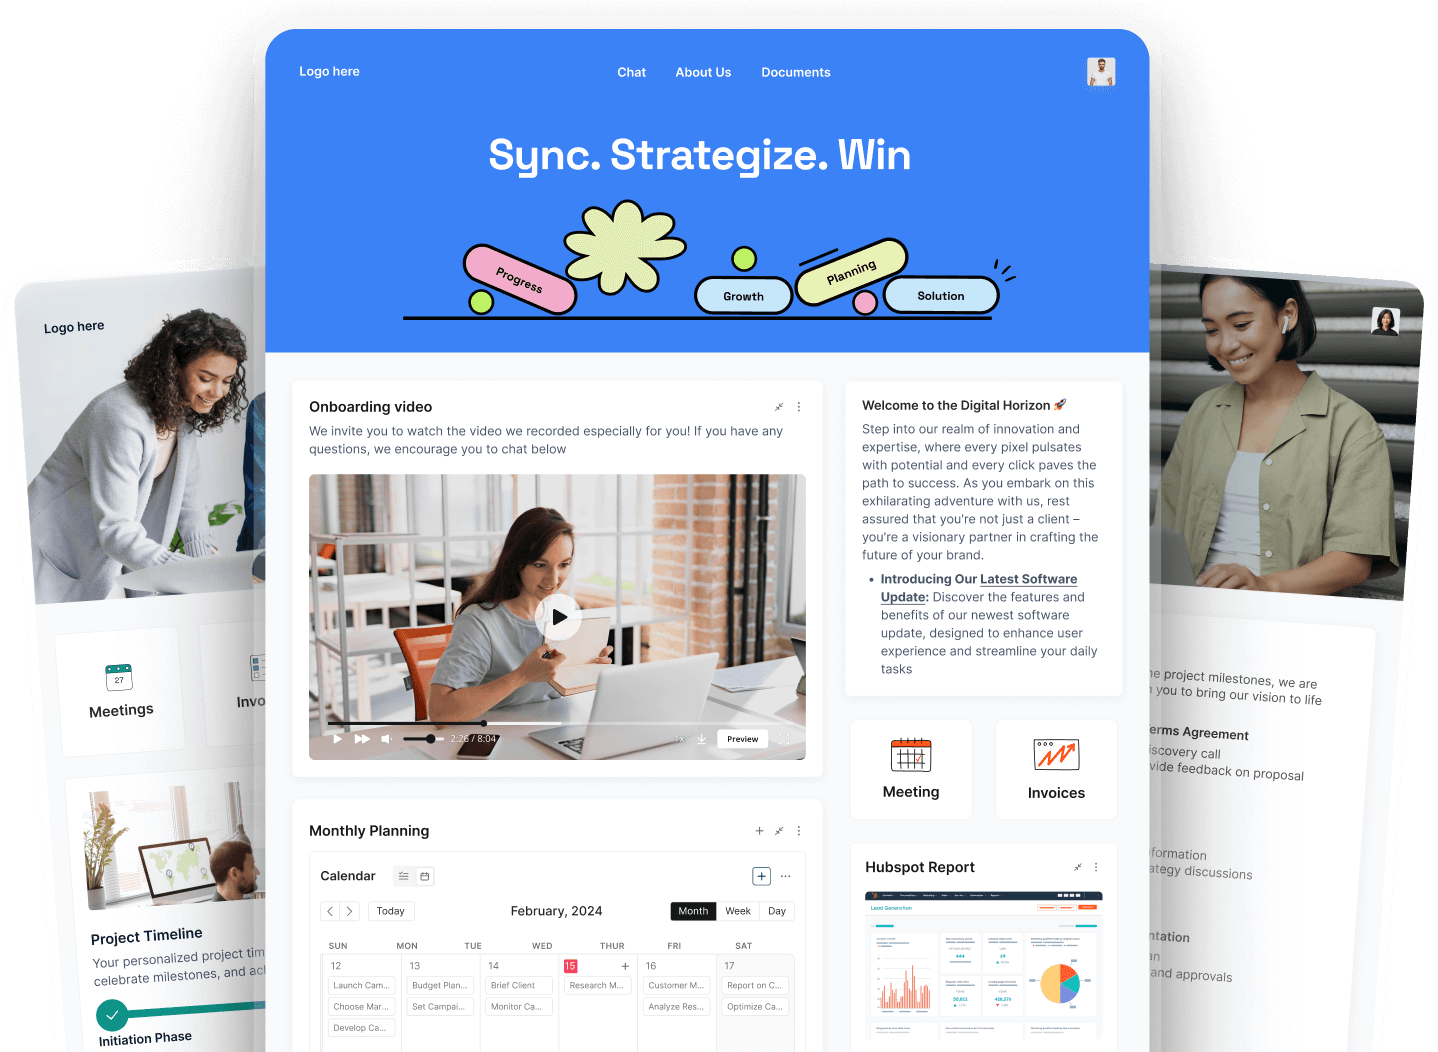 Logo here
Chat
About Us
Documents
Sync. Strategize. Win
Progress
Growth
Planning
Solution
Onboarding video
We invite you to watch the video we recorded especially for you! If you have any
questions, we encourage you to chat below
2:26 / 8:04
1x
Preview
Welcome to the Digital Horizon 🚀
Step into our realm of innovation and
expertise, where every pixel pulsates
with potential and every click paves the
path to success. As you embark on this
exhilarating adventure with us, rest
assured that you're not just a client –
you're a visionary partner in crafting the
future of your brand.
• Introducing Our Latest Software
Update: Discover the features and
benefits of our newest software
update, designed to enhance user
experience and streamline your daily
tasks
Meeting
Invoices
Monthly Planning
Calendar
Today
February, 2024
Month
Week
Day
SUN
MON
TUE
WED
THUR
FRI
SAT
12
13
14
15
16
17
Launch Cam...
Budget Plan...
Brief Client
Research M...
Customer M...
Report on C...
Choose Mar...
Set Campai...
Monitor Ca...
Analyze Res...
Optimize Ca...
Develop Ca...
Hubspot Report
Lead Generation
444
69
50,811
428,376
Logo here
27
Meetings
Invo
Project Timeline
Your personalized project tim
celebrate milestones, and ac
Initiation Phase
ne project milestones, we are
you to bring our vision to life
erms Agreement
iscovery call
vide feedback on proposal
formation
ategy discussions
ntation
an
and approvals